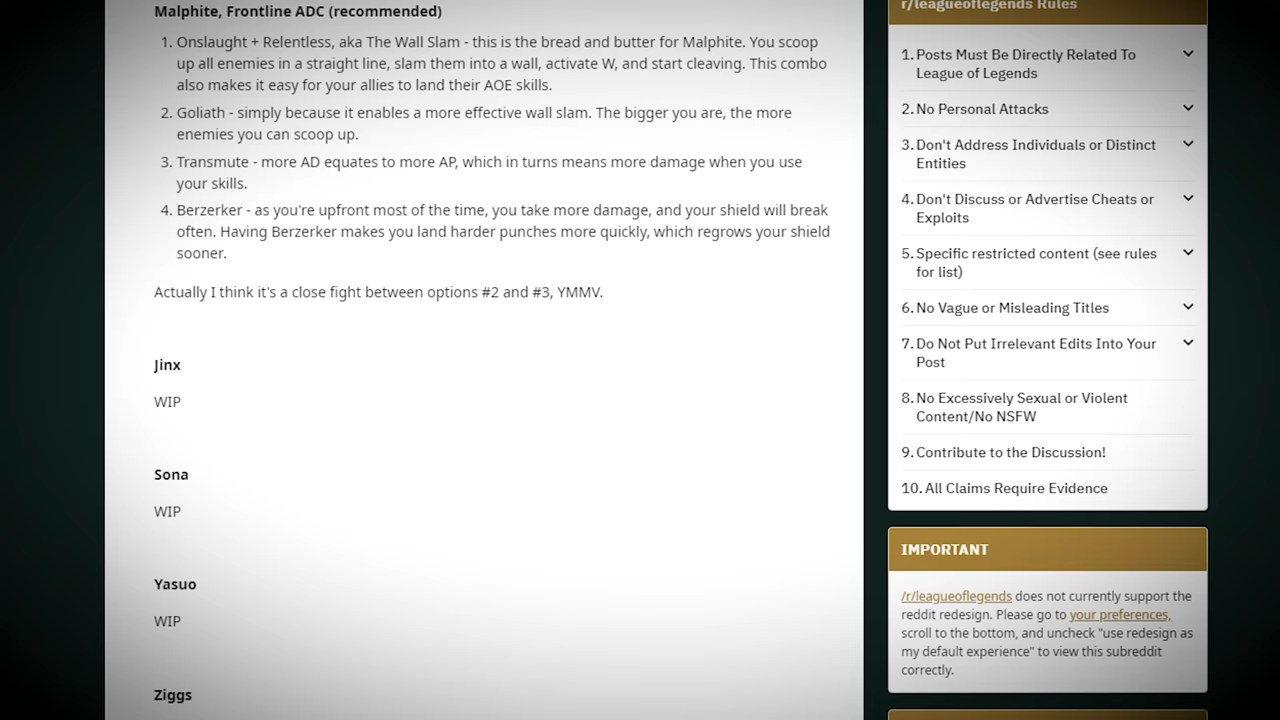 Malphite, Frontline ADC (recommended)
1. Onslaught + Relentless, aka The Wall Slam - this is the bread and butter for Malphite. You scoop
up all enemies in a straight line, slam them into a wall, activate W, and start cleaving. This combo
also makes it easy for your allies to land their AOE skills.
2. Goliath - simply because it enables a more effective wall slam. The bigger you are, the more
enemies you can scoop up.
3. Transmute - more AD equates to more AP, which in turns means more damage when you use
your skills.
4. Berzerker - as you're upfront most of the time, you take more damage, and your shield will break
often. Having Berzerker makes you land harder punches more quickly, which regrows your shield
sooner.
Actually I think it's a close fight between options #2 and #3, YMMV.
Jinx
WIP
Sona
WIP
Yasuo
WIP
Ziggs
r/leagueoflegends Rules
1. Posts Must Be Directly Related To
League of Legends
2. No Personal Attacks
3. Don't Address Individuals or Distinct
Entities
4. Don't Discuss or Advertise Cheats or
Exploits
5. Specific restricted content (see rules
for list)
6. No Vague or Misleading Titles
7. Do Not Put Irrelevant Edits Into Your
Post
8. No Excessively Sexual or Violent
Content/No NSFW
9. Contribute to the Discussion!
10. All Claims Require Evidence
IMPORTANT
/r/leagueoflegends does not currently support the
reddit redesign. Please go to your preferences,
scroll to the bottom, and uncheck "use redesign as
my default experience" to view this subreddit
correctly.